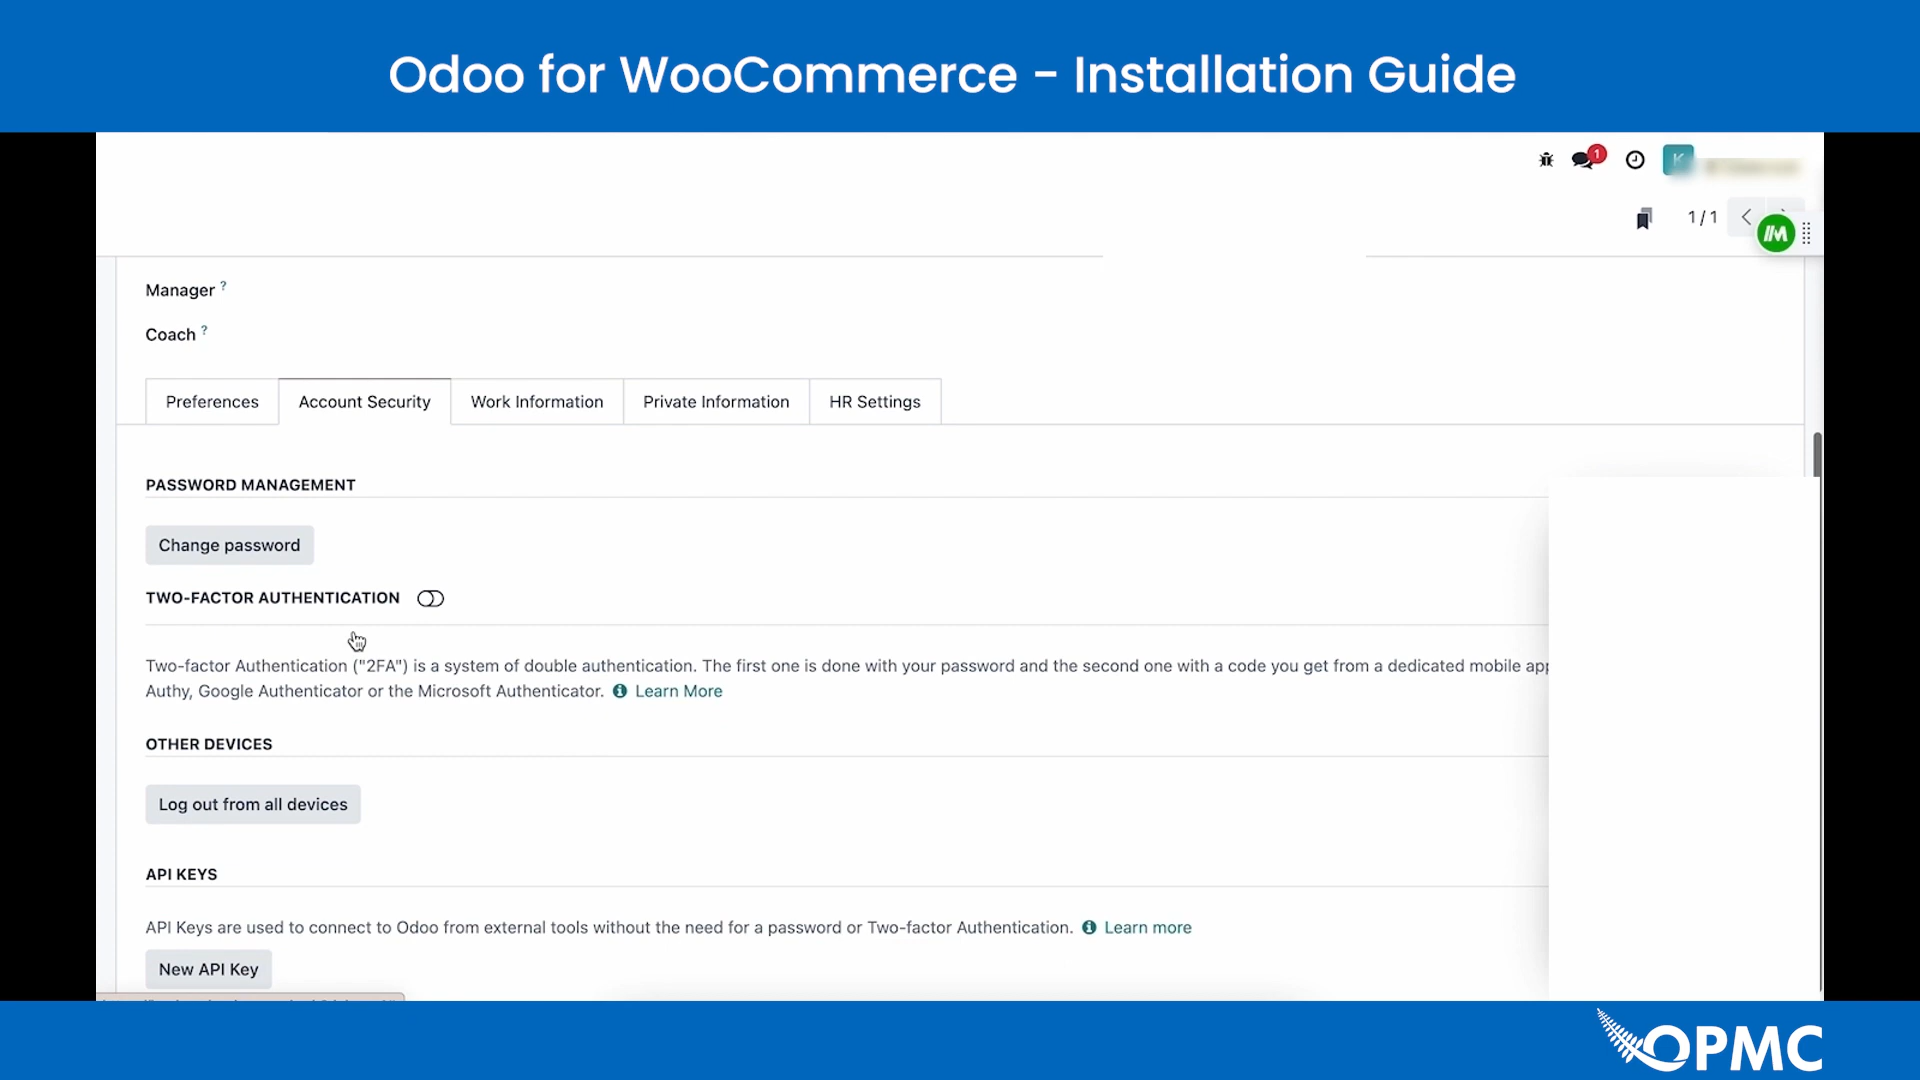 Odoo for WooCommerce - Installation Guide
1
K
1 / 1
Manager ?
Coach ?
Preferences
Account Security
Work Information
Private Information
HR Settings
PASSWORD MANAGEMENT
Change password
TWO-FACTOR AUTHENTICATION
Two-factor Authentication ("2FA") is a system of double authentication. The first one is done with your password and the second one with a code you get from a dedicated mobile app
Authy, Google Authenticator or the Microsoft Authenticator. Learn More
OTHER DEVICES
Log out from all devices
API KEYS
API Keys are used to connect to Odoo from external tools without the need for a password or Two-factor Authentication. Learn more
New API Key
OPMC